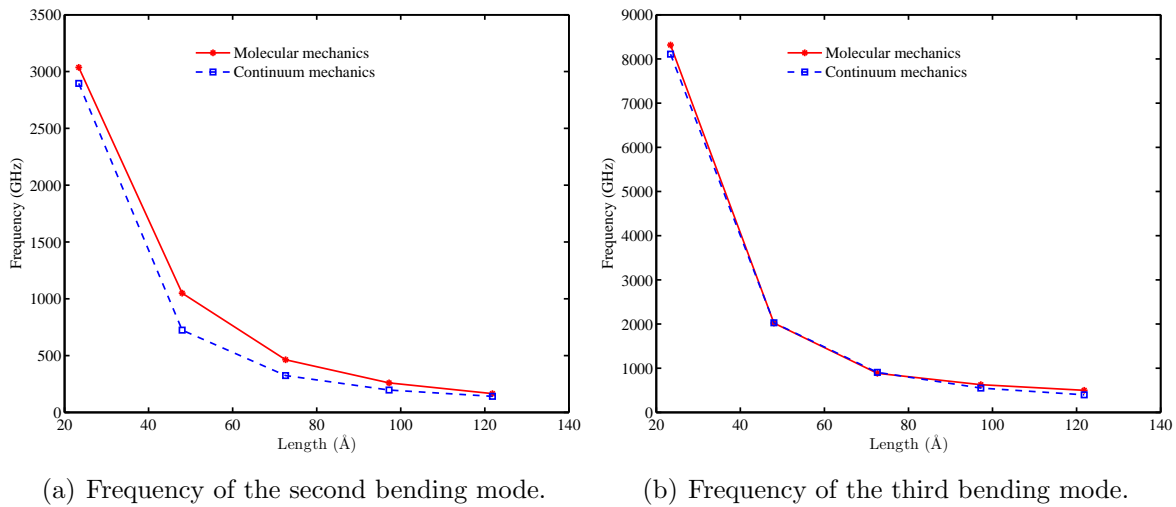 3500
3000
2500
2000
1500
1000
500
0
Frequency (GHz)
Molecular mechanics
Continuum mechanics
20 40 60 80 100 120 140
Length (Å)
(a) Frequency of the second bending mode.
9000
8000
7000
6000
5000
4000
3000
2000
1000
0
Frequency (GHz)
Molecular mechanics
Continuum mechanics
20 40 60 80 100 120 140
Length (Å)
(b) Frequency of the third bending mode.